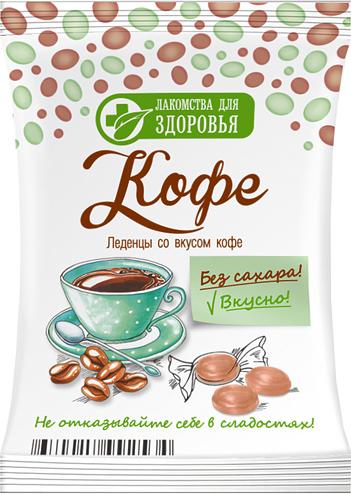 ЛАКОМСТВА ДЛЯ
ЗДОРОВЬЯ
Кофе
Леденцы со вкусом кофе
Без сахара!
√ Вкусно!
Не отказывайте себе в сладостях!